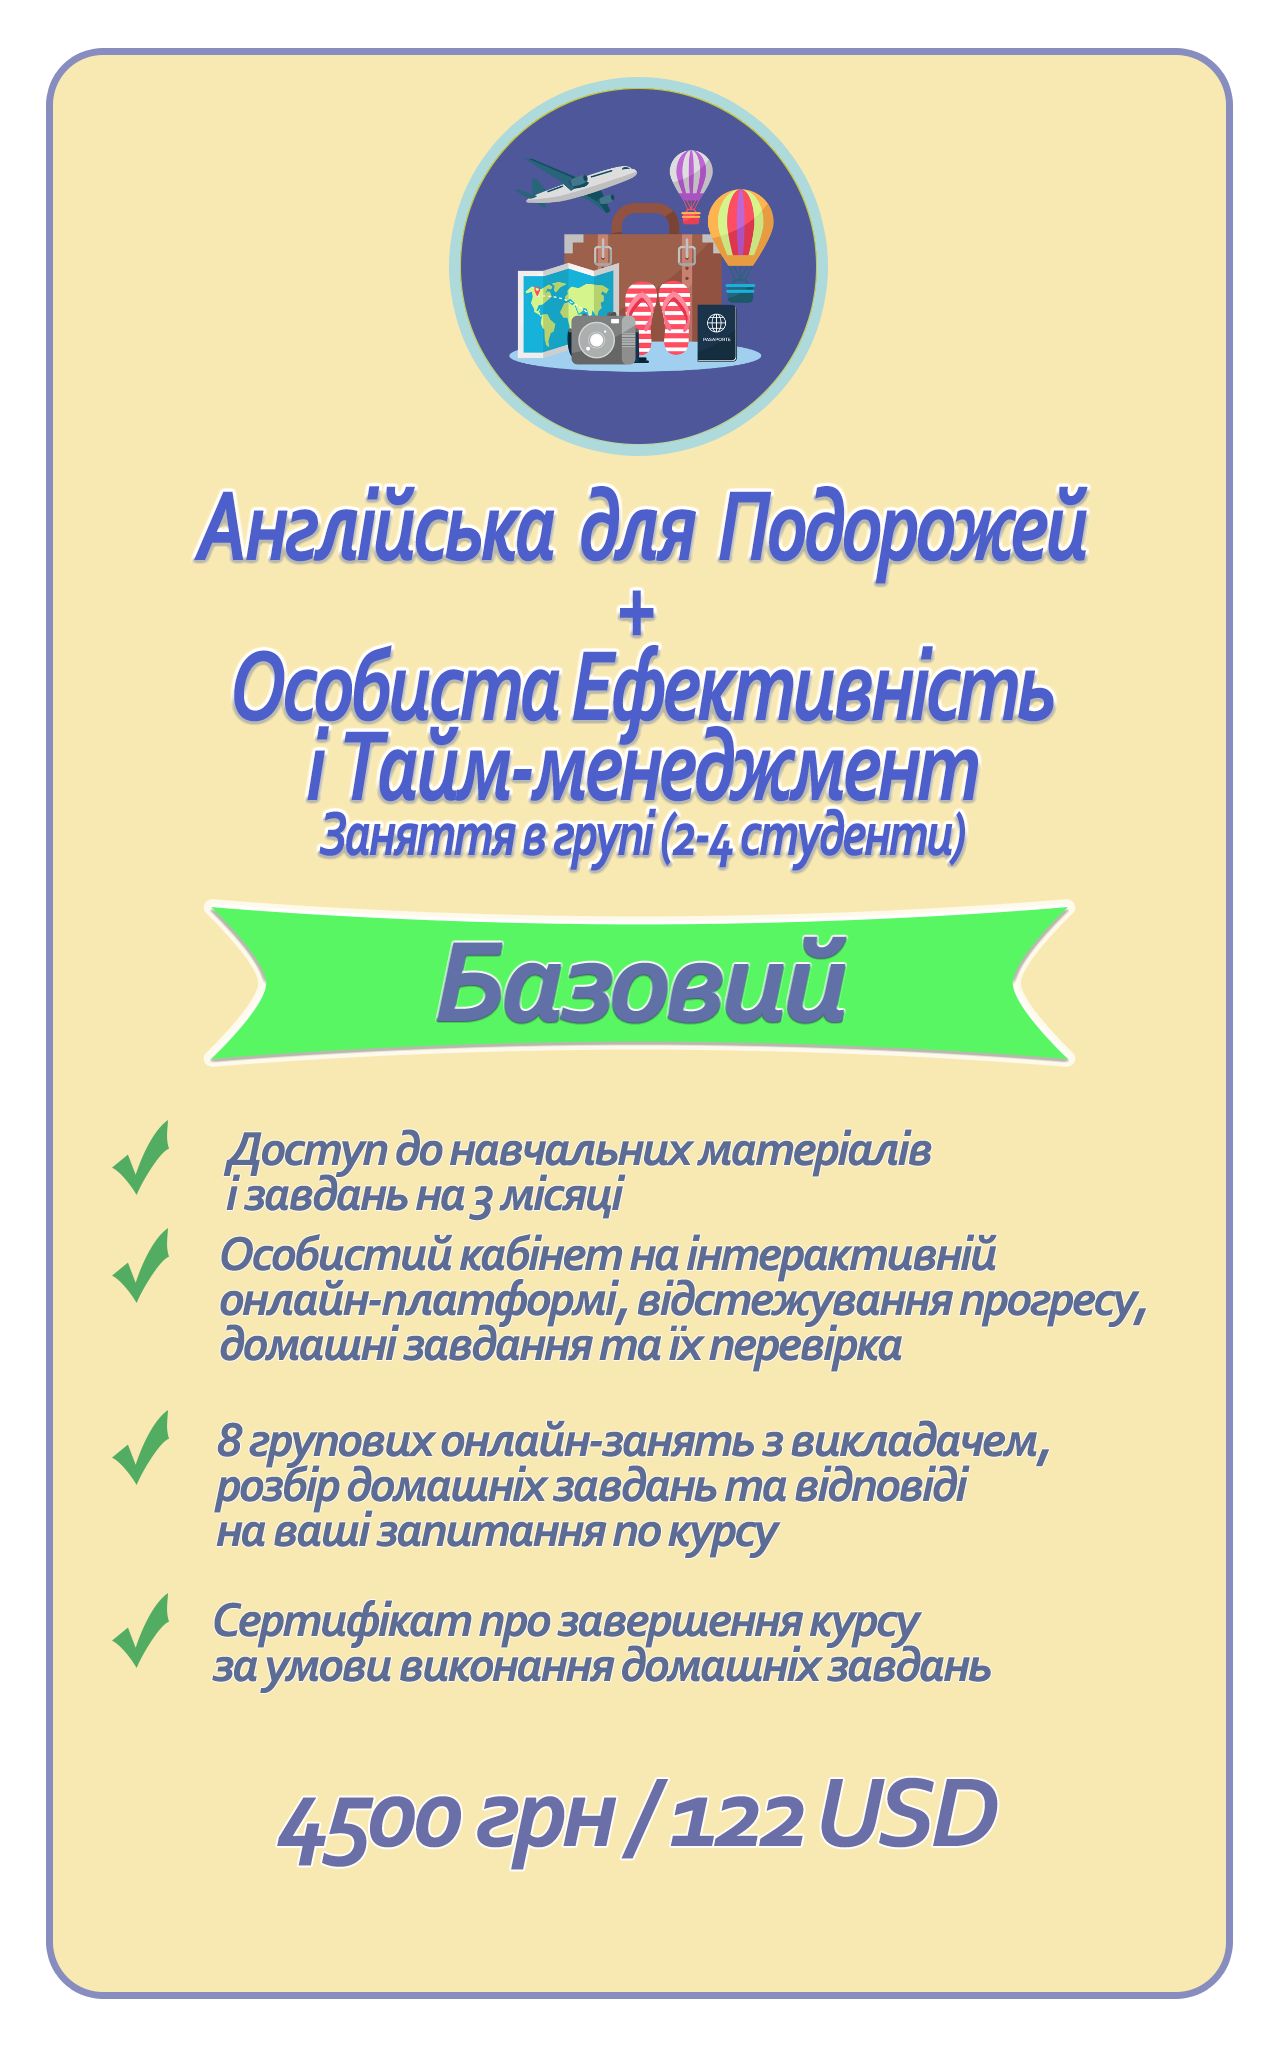 PASAPORTE
Англійська для Подорожей
+
Особиста Ефективність
і Тайм-менеджмент
Заняття в групі (2-4 студенти)
Базовий
Доступ до навчальних матеріалів
і завдань на 3 місяці
Особистий кабінет на інтерактивній
онлайн-платформі, відстежування прогресу,
домашні завдання та їх перевірка
8 групових онлайн-занять з викладачем,
розбір домашніх завдань та відповіді
на ваші запитання по курсу
Сертифікат про завершення курсу
за умови виконання домашніх завдань
4500 грн / 122 USD